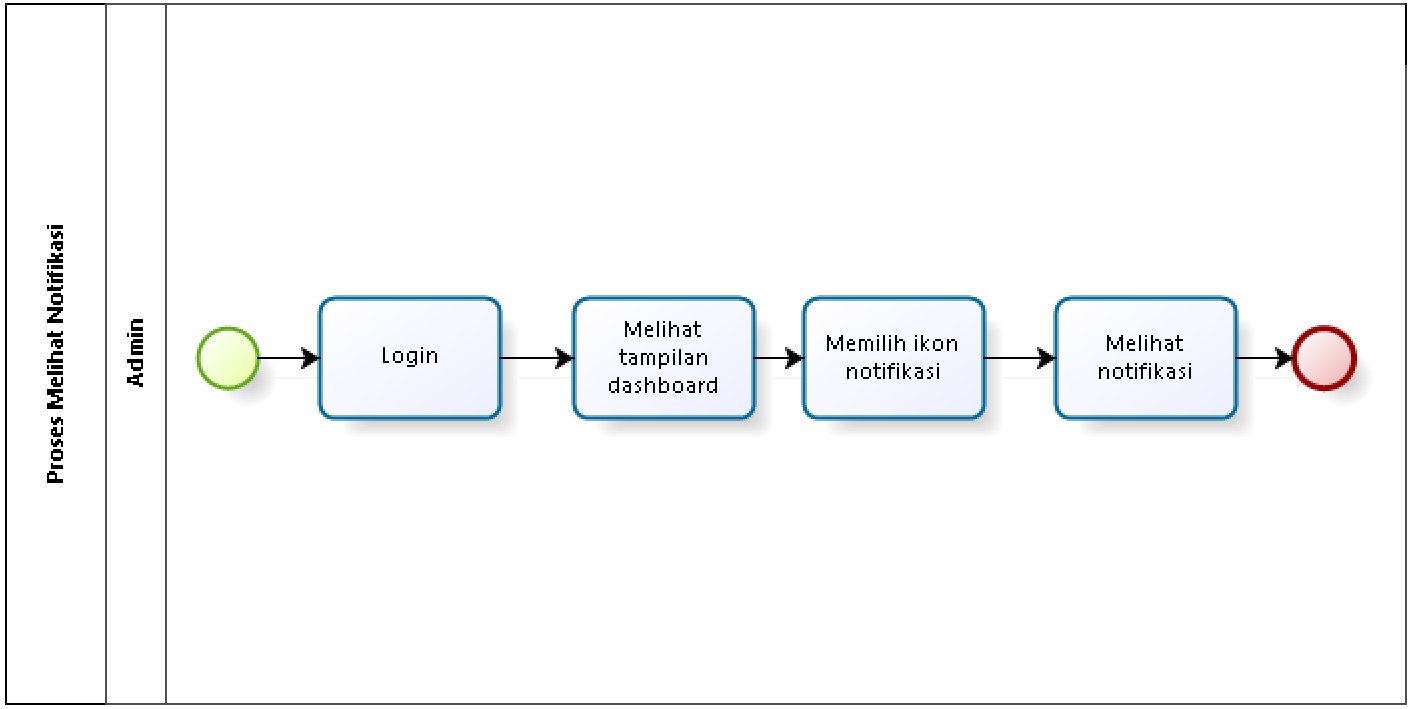 Proses Melihat Notifikasi
Admin
Login
Melihat
tampilan
dashboard
Memilih ikon
notifikasi
Melihat
notifikasi